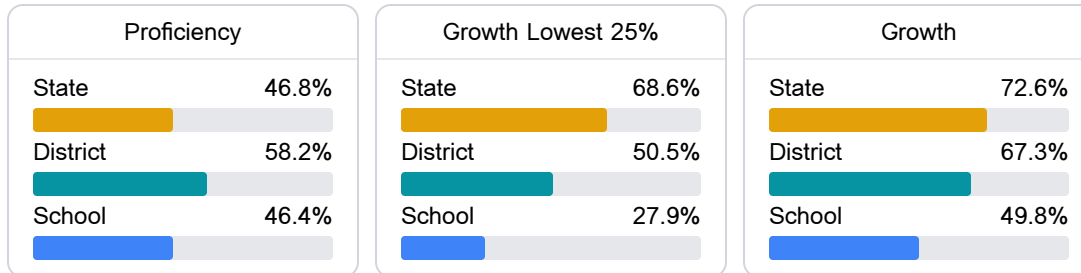 Proficiency
State 46.8%
District 58.2%
School 46.4%
Growth Lowest 25%
State 68.6%
District 50.5%
School 27.9%
Growth
State 72.6%
District 67.3%
School 49.8%